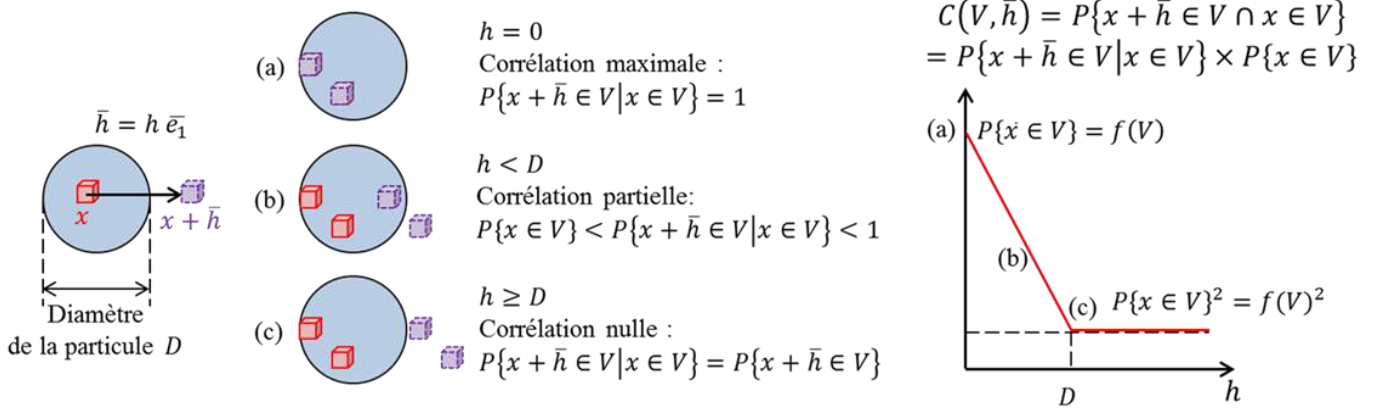 h̄ = h ē₁
x
x + h̄
Diamètre
de la particule D
(a)
h = 0
Corrélation maximale :
P{x + h̄ ∈ V|x ∈ V} = 1
(b)
h < D
Corrélation partielle:
P{x ∈ V} < P{x + h̄ ∈ V|x ∈ V} < 1
(c)
h ≥ D
Corrélation nulle :
P{x + h̄ ∈ V|x ∈ V} = P{x + h̄ ∈ V}
C(V, h̄) = P{x + h̄ ∈ V ∩ x ∈ V}
= P{x + h̄ ∈ V|x ∈ V} × P{x ∈ V}
(a) P{x ∈ V} = f(V)
(b)
(c) P{x ∈ V}² = f(V)²
D
h